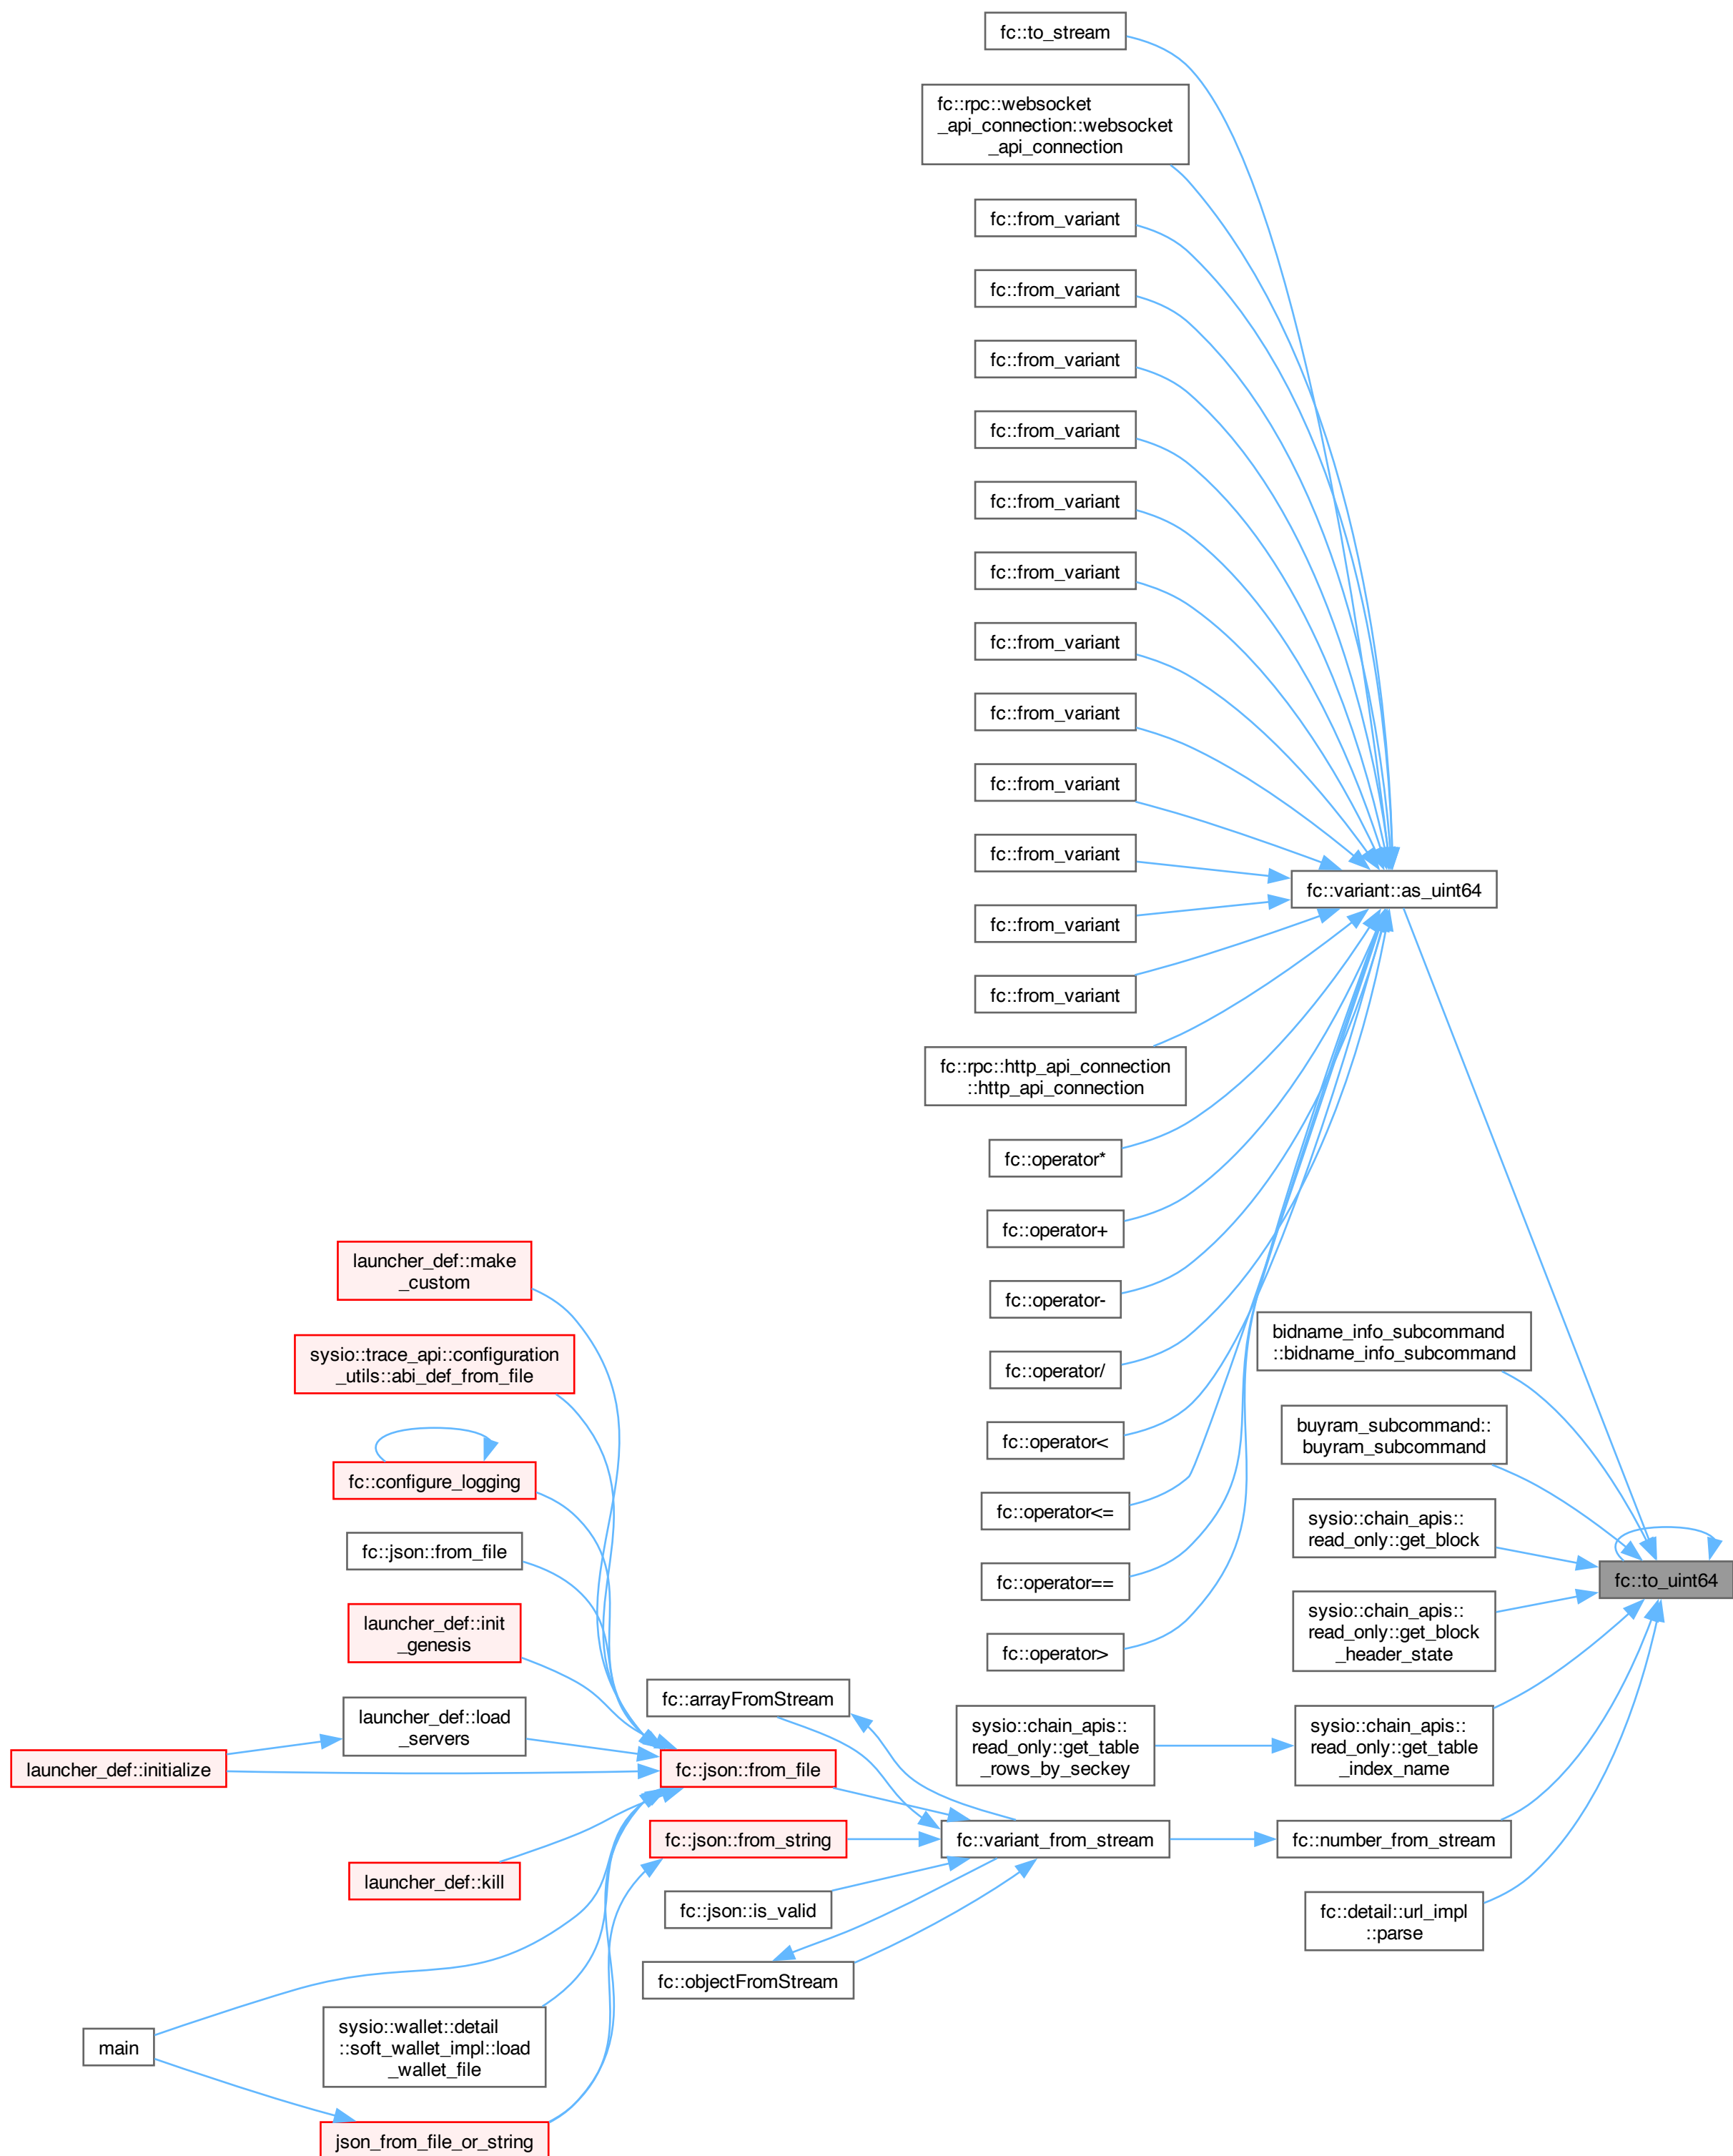 fc::to_stream
fc::rpc::websocket
_api_connection::websocket
_api_connection
fc::from_variant
fc::from_variant
fc::from_variant
fc::from_variant
fc::from_variant
fc::from_variant
fc::from_variant
fc::from_variant
fc::from_variant
fc::from_variant
fc::variant::as_uint64
fc::from_variant
fc::from_variant
fc::rpc::http_api_connection
::http_api_connection
fc::operator*
fc::operator+
launcher_def::make
_custom
fc::operator-
bidname_info_subcommand
::bidname_info_subcommand
sysio::trace_api::configuration
_utils::abi_def_from_file
fc::operator/
buyram_subcommand::
buyram_subcommand
fc::operator<
fc::configure_logging
fc::operator<=
sysio::chain_apis::
read_only::get_block
fc::json::from_file
fc::operator==
fc::to_uint64
launcher_def::init
_genesis
sysio::chain_apis::
read_only::get_block
_header_state
fc::operator>
fc::arrayFromStream
launcher_def::load
_servers
sysio::chain_apis::
read_only::get_table
_rows_by_seckey
sysio::chain_apis::
read_only::get_table
_index_name
launcher_def::initialize
fc::json::from_file
fc::json::from_string
fc::variant_from_stream
fc::number_from_stream
launcher_def::kill
fc::json::is_valid
fc::detail::url_impl
::parse
fc::objectFromStream
main
sysio::wallet::detail
::soft_wallet_impl::load
_wallet_file
json_from_file_or_string